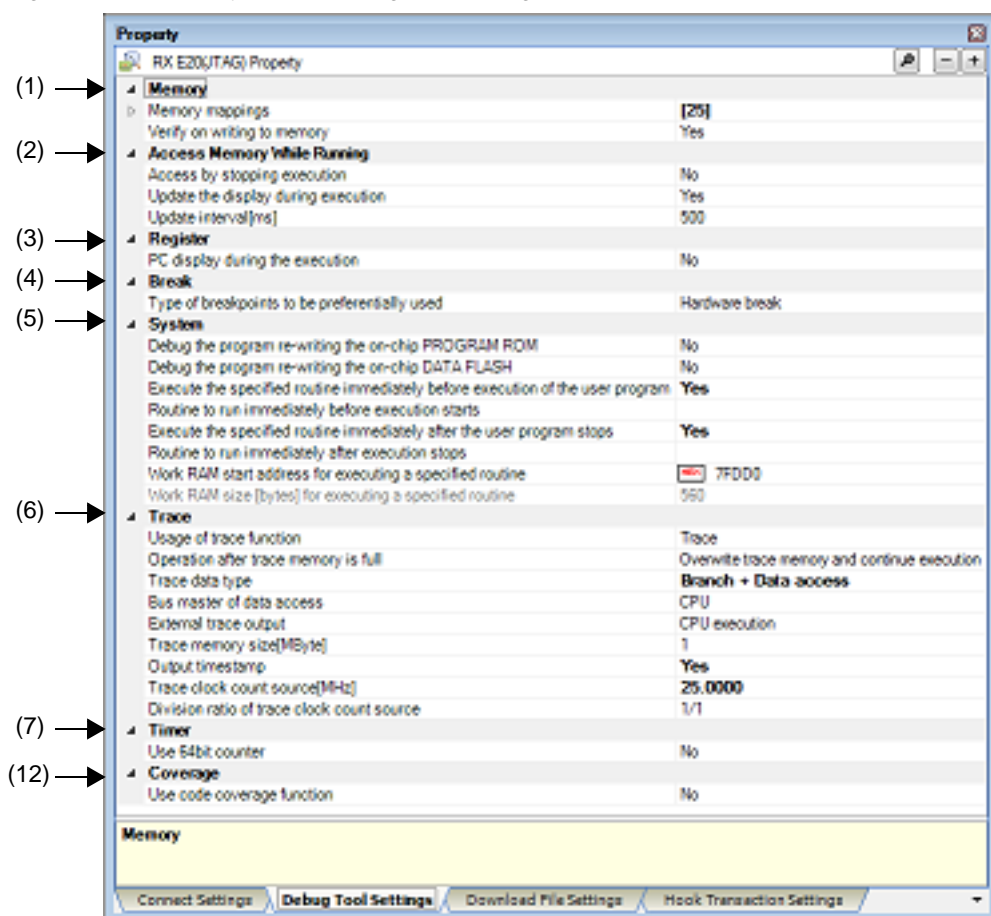 Property
RX E20(JTAG) Property
(1) Memory
Memory mappings [25]
Verify on writing to memory Yes
(2) Access Memory While Running
Access by stopping execution No
Update the display during execution Yes
Update interval[ms] 500
(3) Register
PC display during the execution No
(4) Break
Type of breakpoints to be preferentially used Hardware break
(5) System
Debug the program re-writing the on-chip PROGRAM ROM No
Debug the program re-writing the on-chip DATA FLASH No
Execute the specified routine immediately before execution of the user program Yes
Routine to run immediately before execution starts
Execute the specified routine immediately after the user program stops Yes
Routine to run immediately after execution stops
Work RAM start address for executing a specified routine 7FDD0
Work RAM size [bytes] for executing a specified routine 560
(6) Trace
Usage of trace function Trace
Operation after trace memory is full Overwrite trace memory and continue execution
Trace data type Branch + Data access
Bus master of data access CPU
External trace output CPU execution
Trace memory size[MByte] 1
Output timestamp Yes
Trace clock count source[MHz] 25.0000
Division ratio of trace clock count source 1/1
(7) Timer
Use 64bit counter No
(12) Coverage
Use code coverage function No
Memory
Connect Settings Debug Tool Settings Download File Settings Hook Transaction Settings